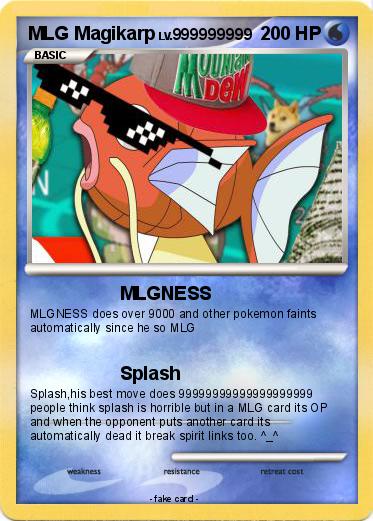 MLG Magikarp LV.999999999 200 HP
BASIC
MOUNTAIN
DEW
N
MLGNESS
MLGNESS does over 9000 and other pokemon faints
automatically since he so MLG
Splash
Splash,his best move does 99999999999999999999
people think splash is horrible but in a MLG card its OP
and when the opponent puts another card its
automatically dead it break spirit links too. ^_^
weakness resistance retreat cost
- fake card -